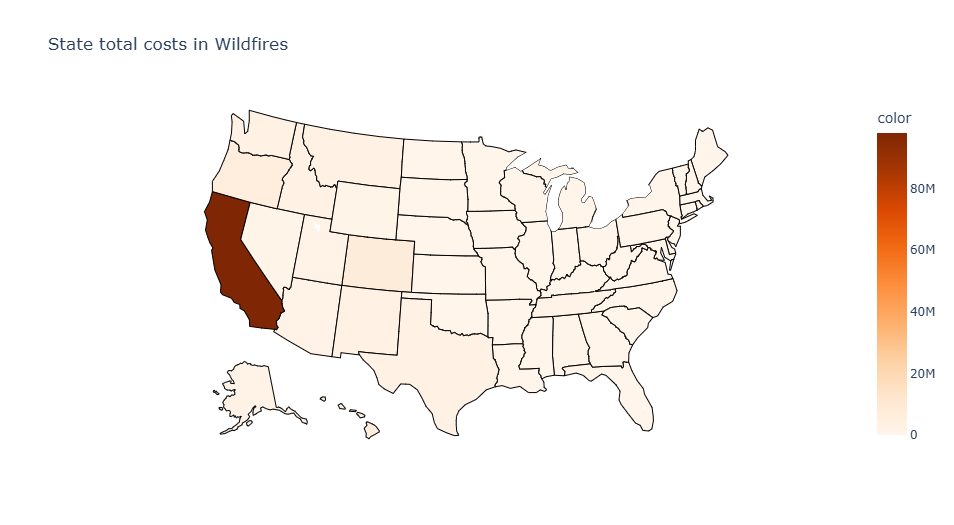 State total costs in Wildfires
color
80M
60M
40M
20M
0